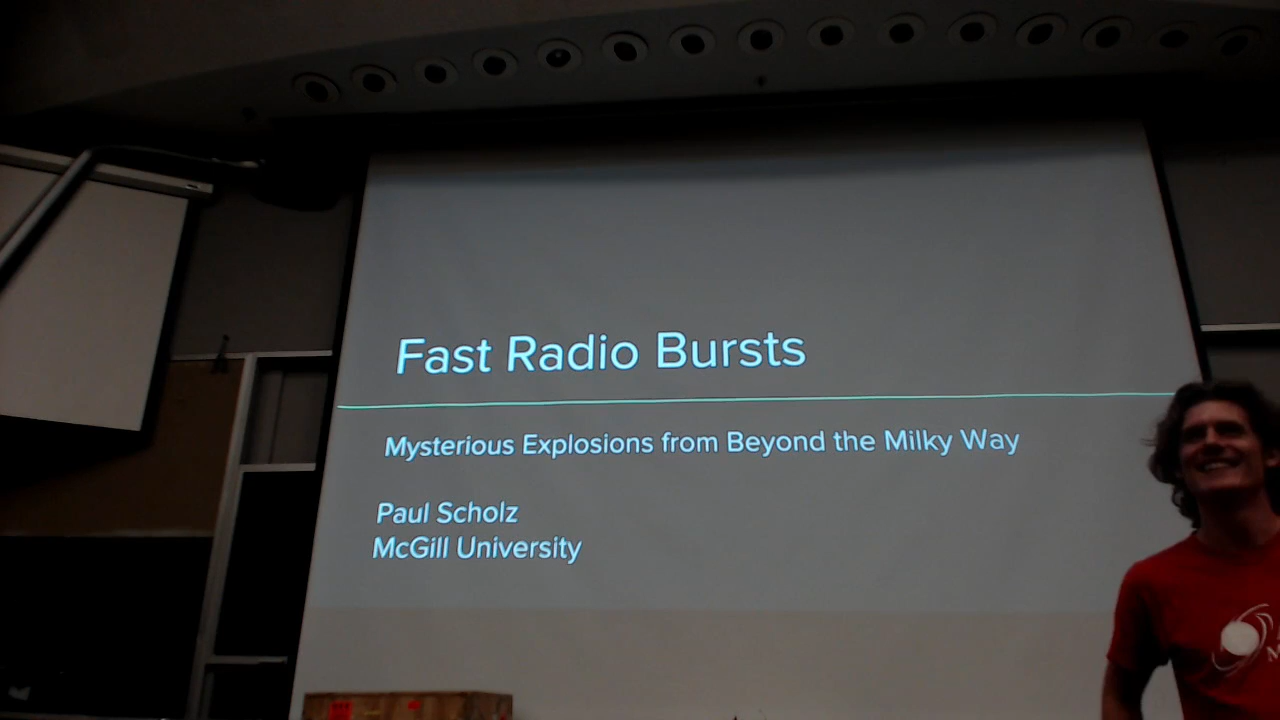 Fast Radio Bursts
Mysterious Explosions from Beyond the Milky Way
Paul Scholz
McGill University